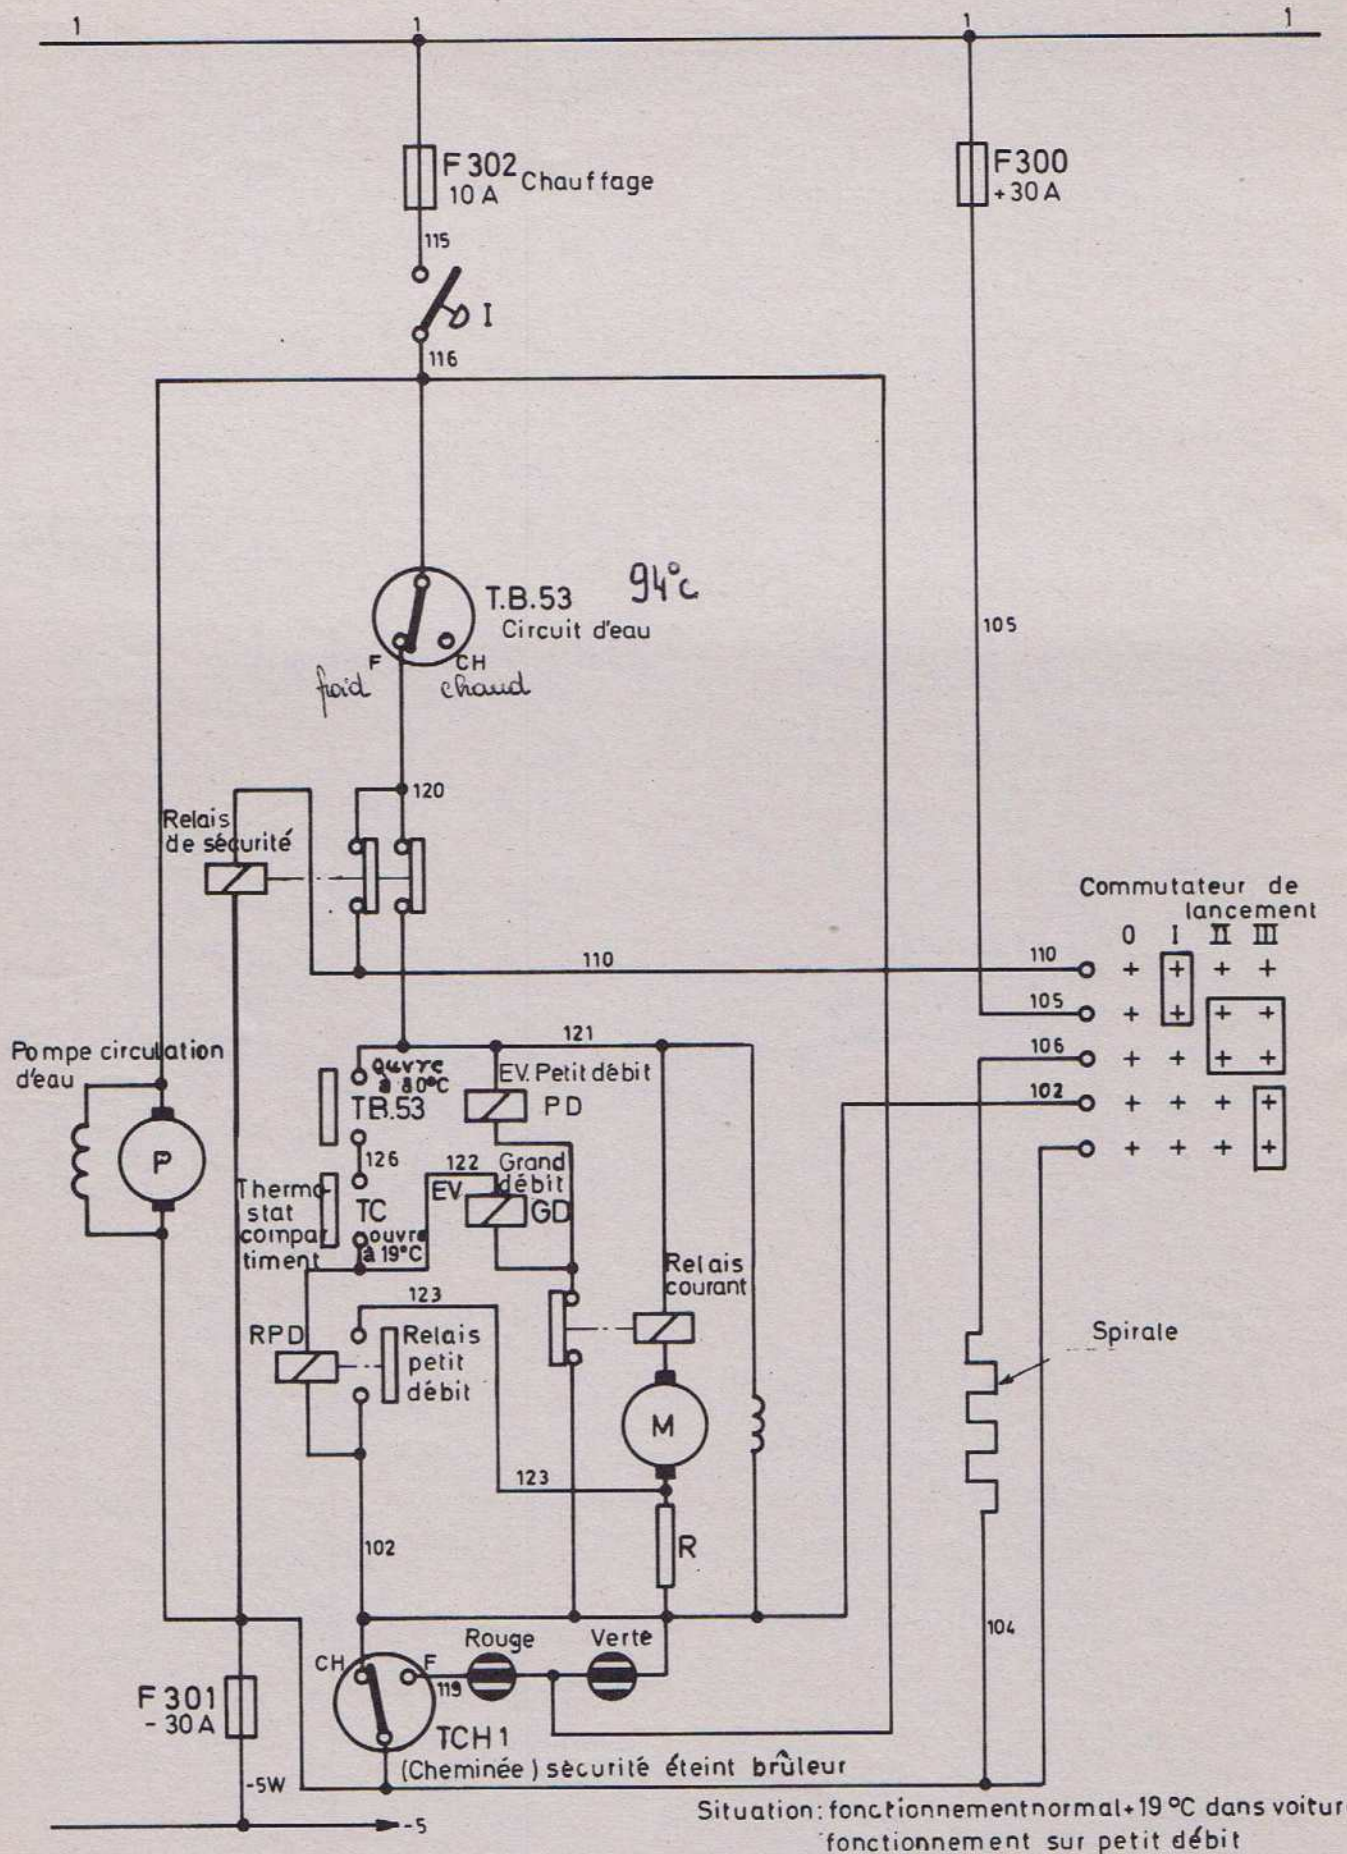 1 1 1 1
F 302 Chauffage
10 A
F300
+30A
115
I
116
T.B.53 94°c
Circuit d'eau
F CH
froid chaud
105
120
Relais
de sécurité
Commutateur de
lancement
0 I II III
110 110
105
106
102
121
Pompe circulation
d'eau
P
ouvre
à 80°C
TB.53
126
EV. Petit débit
PD
122 Grand
EV. débit
GD
Thermo-
stat
compar
timent
TC
ouvre
à 19°C
Relais
courant
123
RPD
Relais
petit
débit
M
123
R
Spirale
102
104
Rouge Verte
CH F
119
F 301
- 30A
TCH 1
(Cheminée) sècurité éteint brûleur
-5W
-5
Situation: fonctionnement normal +19 °C dans voitur
fonctionnement sur petit débit